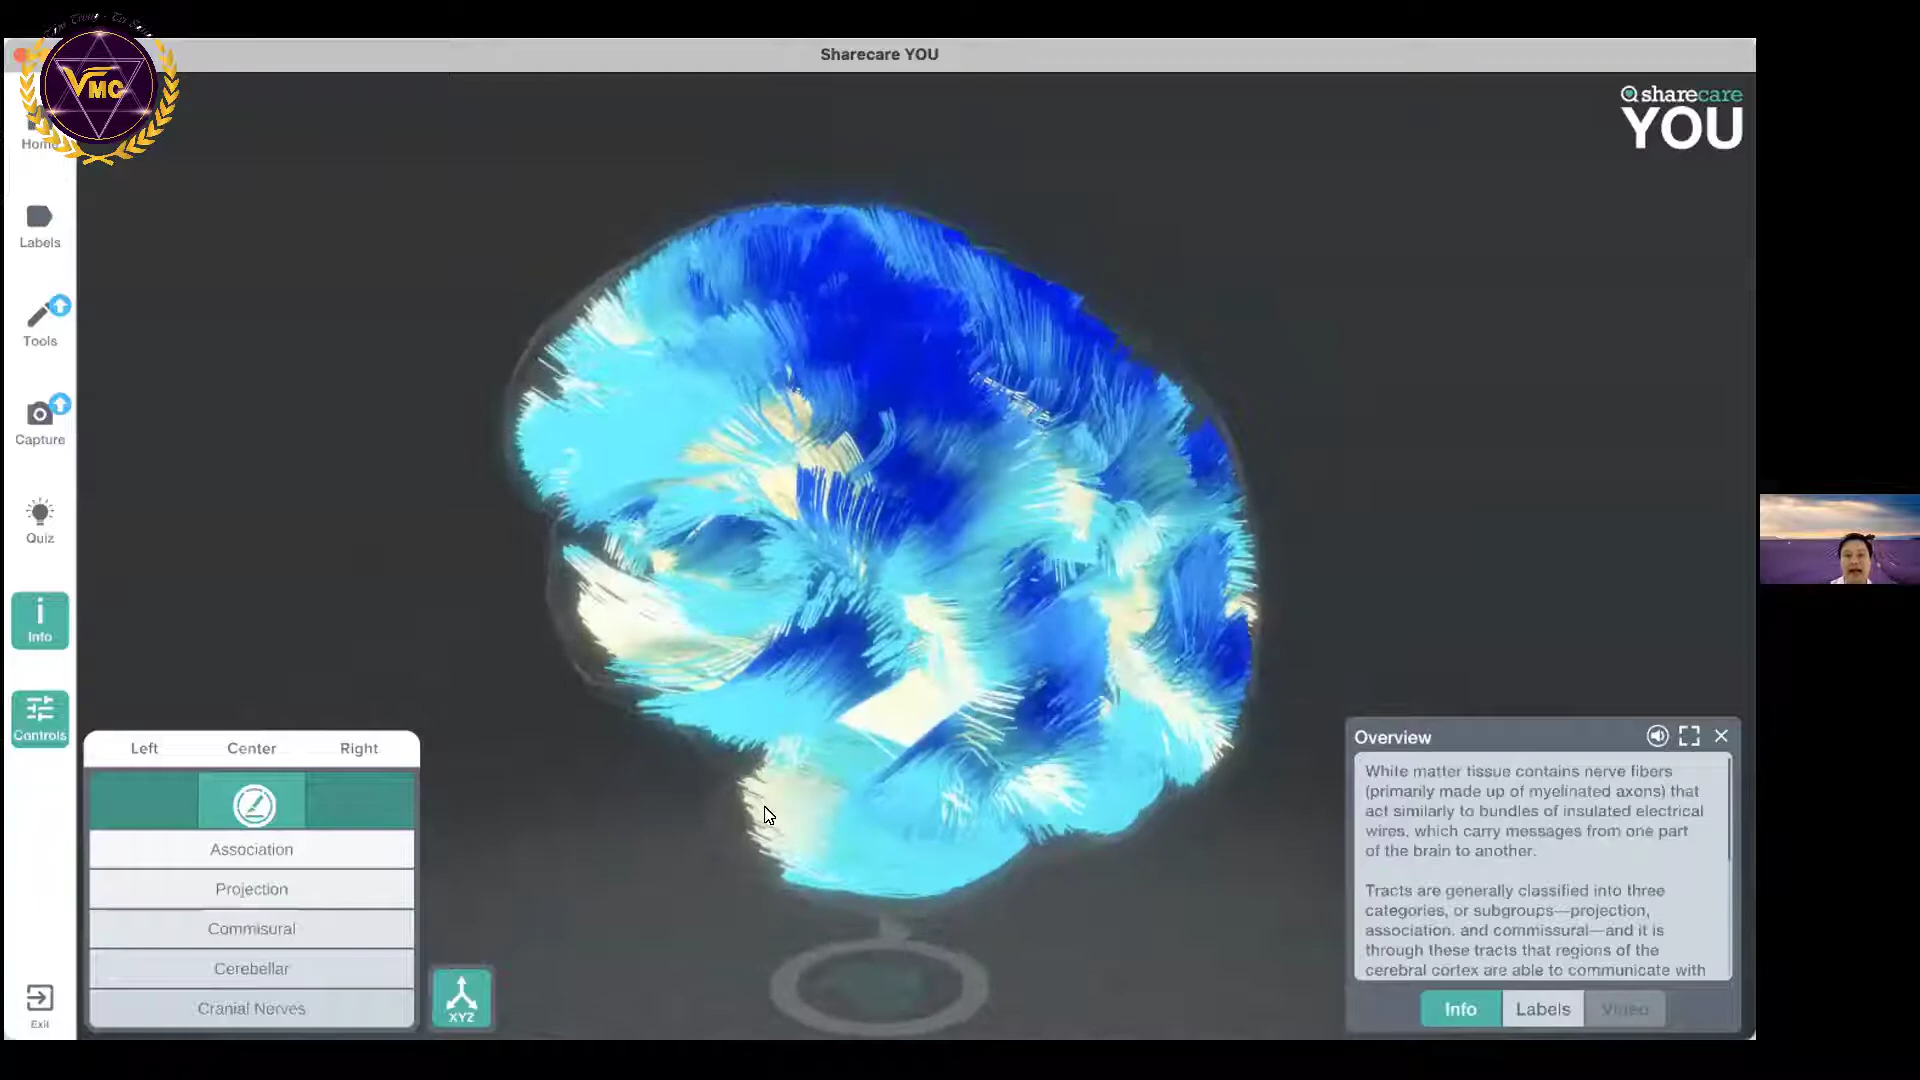 Sharecare YOU
VMC
sharecare
YOU
Home
Labels
Tools
Capture
Quiz
i
Info
Controls
Exit
Left Center Right
Association
Projection
Commisural
Cerebellar
Cranial Nerves
XYZ
Overview
White matter tissue contains nerve fibers
(primarily made up of myelinated axons) that
act similarly to bundles of insulated electrical
wires, which carry messages from one part
of the brain to another.
Tracts are generally classified into three
categories, or subgroups—projection,
association, and commissural—and it is
through these tracts that regions of the
cerebral cortex are able to communicate with
Info Labels Video